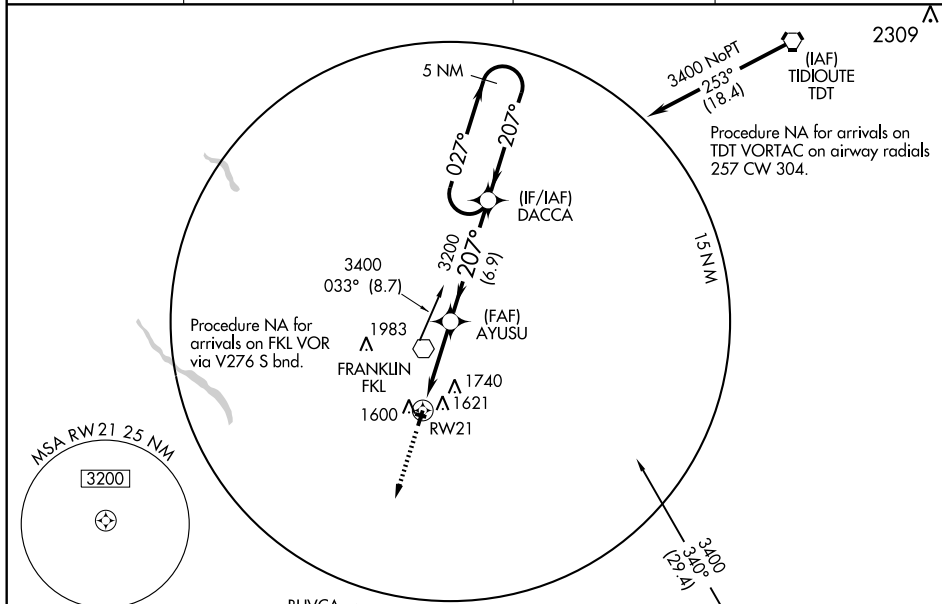 2309
5 NM
3400 NoPT
253°
(18.4)
(IAF)
TIDIOUTE
TDT
Procedure NA for arrivals on
TDT VORTAC on airway radials
257 CW 304.
027°
207°
(IF/IAF)
DACCA
15 NM
3200
207°
(6.9)
3400
033° (8.7)
(FAF)
AYUSU
Procedure NA for
arrivals on FKL VOR
via V276 S bnd.
1983
FRANKLIN
FKL
1740
1621
1600
RW21
MSA RW21 25 NM
3200
3400
340°
(29.4)